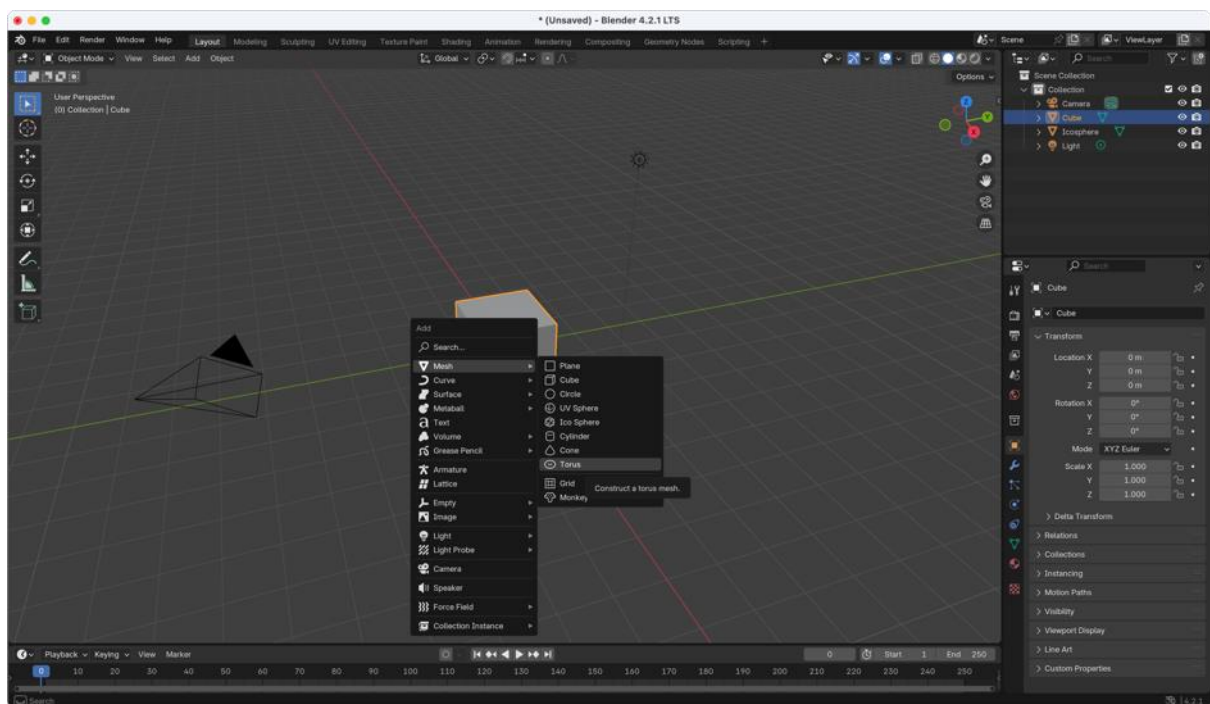 * (Unsaved) - Blender 4.2.1 LTS
File Edit Render Window Help Layout Modeling Sculpting UV Editing Texture Paint Shading Animation Rendering Compositing Geometry Nodes Scripting + Scene ViewLayer
Object Mode View Select Add Object Global Search
Options
User Perspective
(0) Collection | Cube
Z
Y
X
Scene Collection
Collection
Camera
Cube
Icosphere
Light
Add
Search...
Mesh
Curve
Surface
Metaball
Text
Volume
Grease Pencil
Armature
Lattice
Empty
Image
Light
Light Probe
Camera
Speaker
Force Field
Collection Instance
Plane
Cube
Circle
UV Sphere
Ico Sphere
Cylinder
Cone
Torus
Grid
Monkey
Construct a torus mesh.
Search
Cube
Cube
Transform
Location X 0 m
Y 0 m
Z 0 m
Rotation X 0°
Y 0°
Z 0°
Mode XYZ Euler
Scale X 1.000
Y 1.000
Z 1.000
Delta Transform
Relations
Collections
Instancing
Motion Paths
Visibility
Viewport Display
Line Art
Custom Properties
Playback Keying View Marker 0 Start 1 End 250
0 10 20 30 40 50 60 70 80 90 100 110 120 130 140 150 160 170 180 190 200 210 220 230 240 250
Search 4.2.1